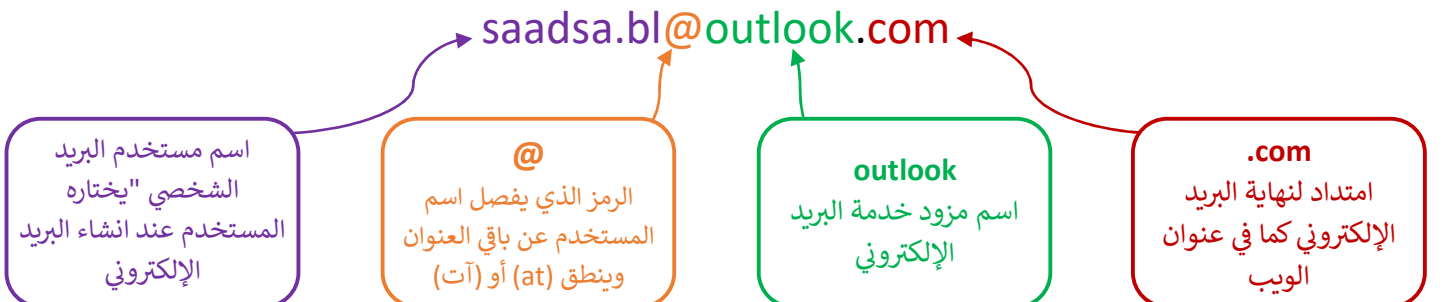 saadsa.bl@outlook.com
.com
امتداد لنهاية البريد
الإلكتروني كما في عنوان
الويب
outlook
اسم مزود خدمة البريد
الإلكتروني
@
الرمز الذي يفصل اسم
المستخدم عن باقي العنوان
وينطق (at) أو (آت)
اسم مستخدم البريد
الشخصي "يختاره
المستخدم عند انشاء البريد
الإلكتروني